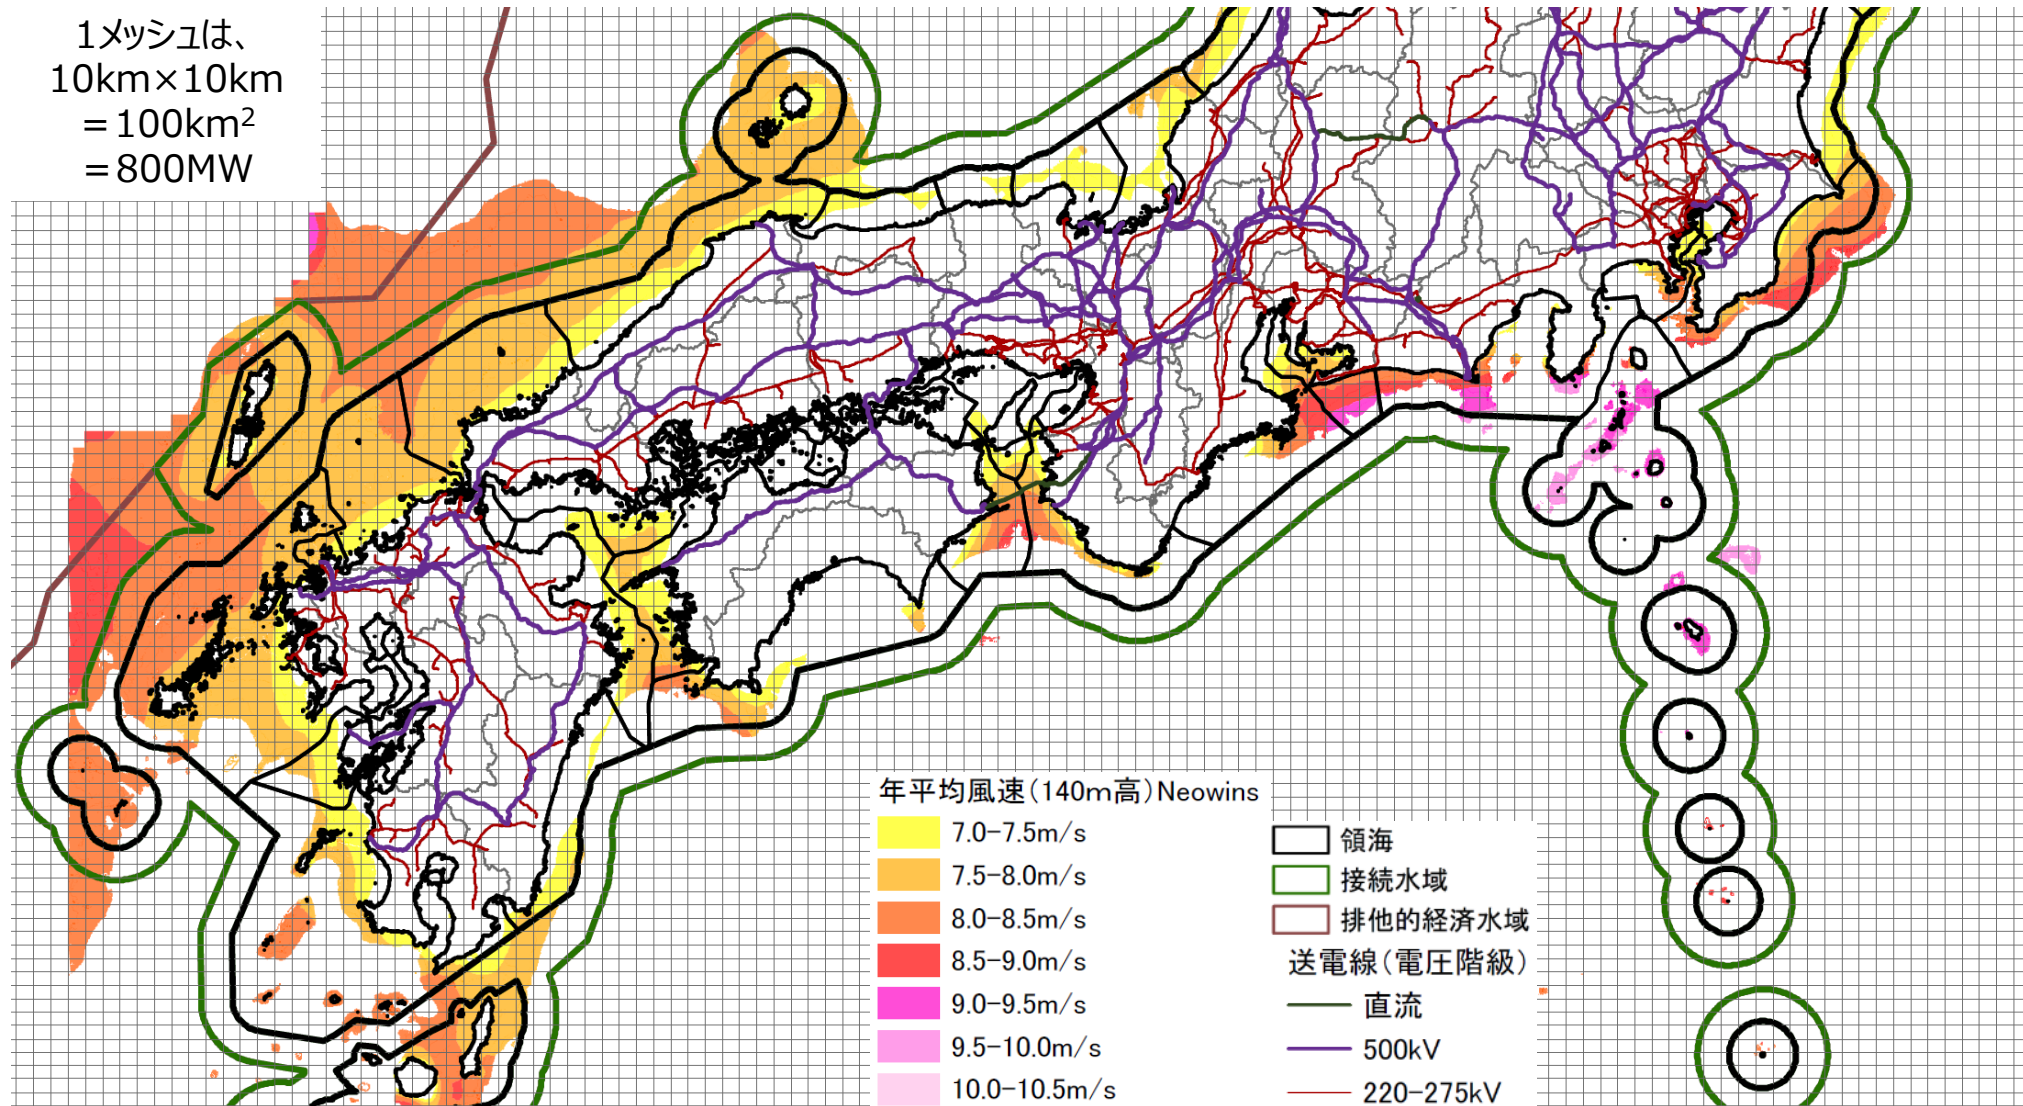 1メッシュは、
10km×10km
＝100km²
＝800MW
年平均風速（140m高）Neowins
7.0-7.5m/s
7.5-8.0m/s
8.0-8.5m/s
8.5-9.0m/s
9.0-9.5m/s
9.5-10.0m/s
10.0-10.5m/s
領海
接続水域
排他的経済水域
送電線（電圧階級）
直流
500kV
220-275kV